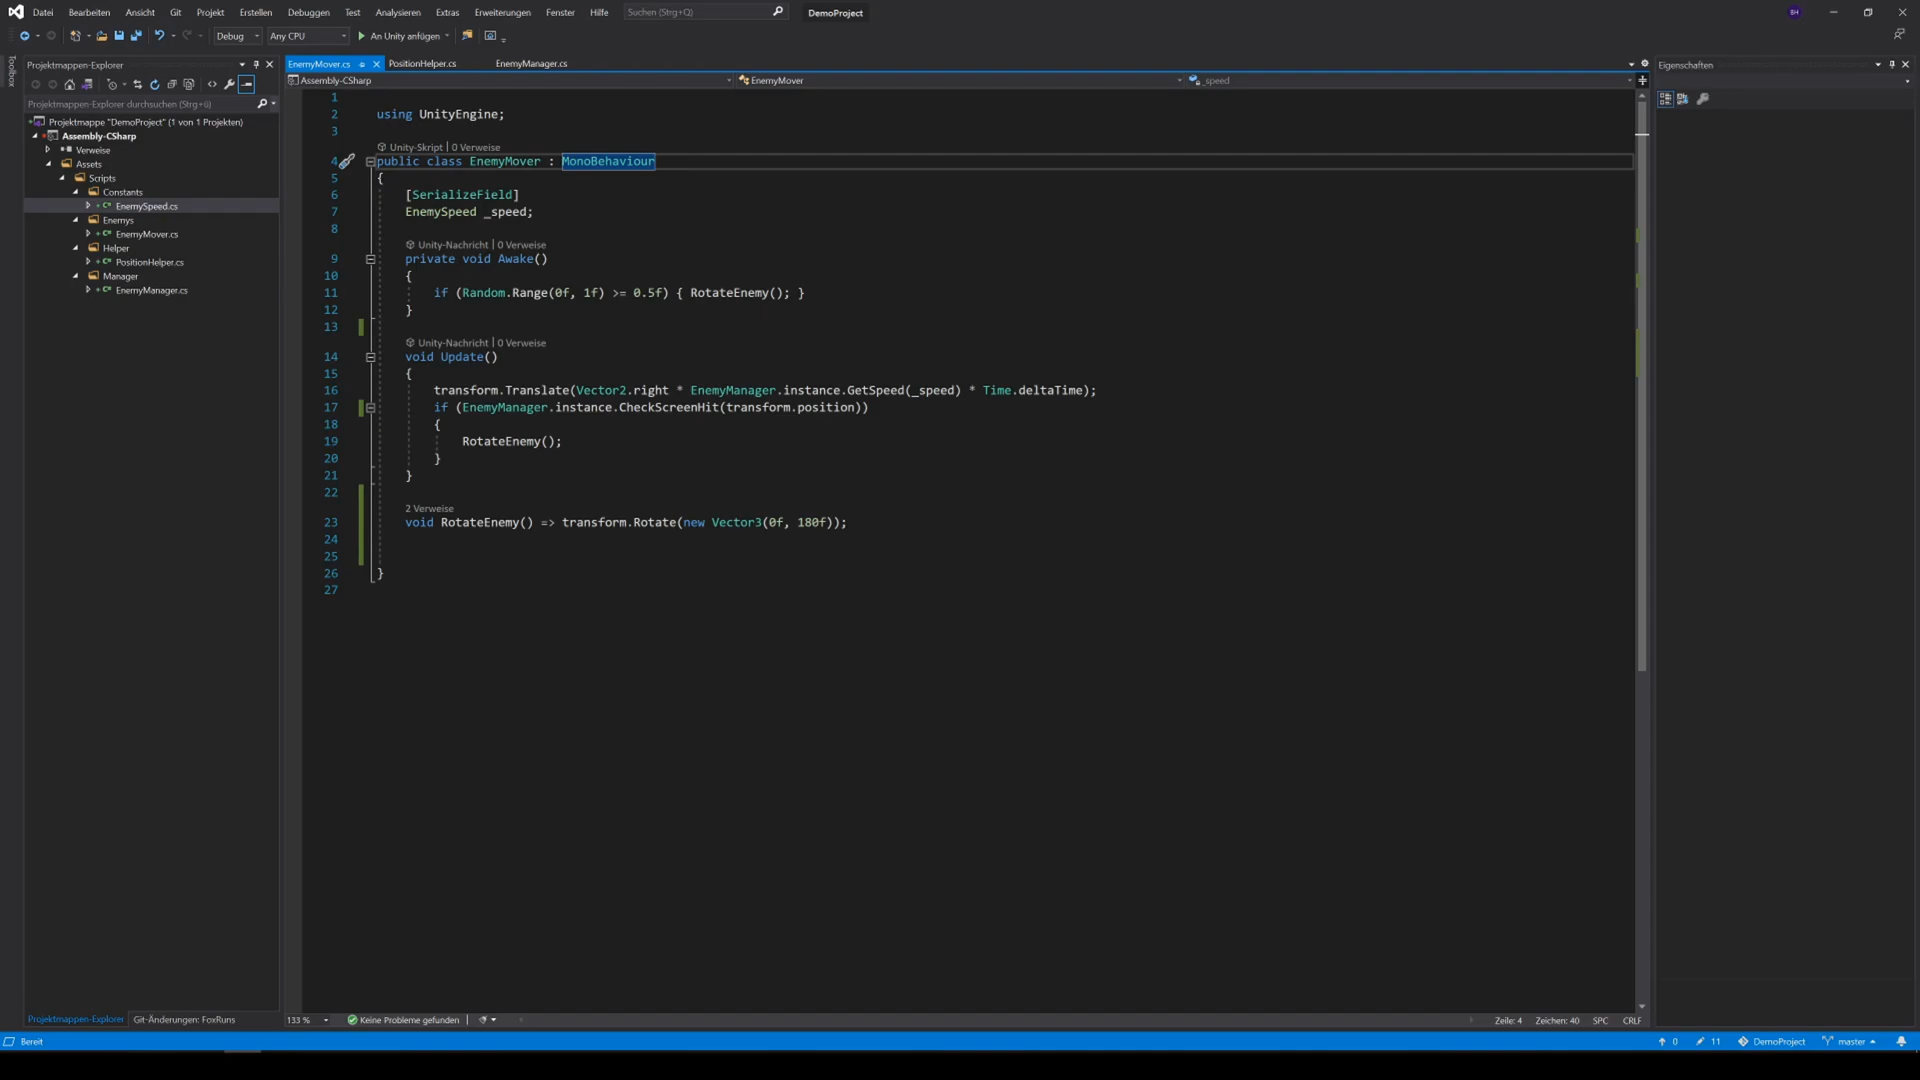 Datei Bearbeiten Ansicht Git Projekt Erstellen Debuggen Test Analysieren Extras Erweiterungen Fenster Hilfe Suchen (Strg+Q) DemoProject BH
Debug Any CPU An Unity anfügen
Toolbox
Projektmappen-Explorer
Projektmappen-Explorer durchsuchen (Strg+ü)
Projektmappe "DemoProject" (1 von 1 Projekten)
Assembly-CSharp
Verweise
Assets
Scripts
Constants
C# EnemySpeed.cs
Enemys
C# EnemyMover.cs
Helper
C# PositionHelper.cs
Manager
C# EnemyManager.cs
EnemyMover.cs PositionHelper.cs EnemyManager.cs
Assembly-CSharp EnemyMover _speed
1
2 using UnityEngine;
3
Unity-Skript | 0 Verweise
4 public class EnemyMover : MonoBehaviour
5 {
6 [SerializeField]
7 EnemySpeed _speed;
8
Unity-Nachricht | 0 Verweise
9 private void Awake()
10 {
11 if (Random.Range(0f, 1f) >= 0.5f) { RotateEnemy(); }
12 }
13
Unity-Nachricht | 0 Verweise
14 void Update()
15 {
16 transform.Translate(Vector2.right * EnemyManager.instance.GetSpeed(_speed) * Time.deltaTime);
17 if (EnemyManager.instance.CheckScreenHit(transform.position))
18 {
19 RotateEnemy();
20 }
21 }
22
2 Verweise
23 void RotateEnemy() => transform.Rotate(new Vector3(0f, 180f));
24
25
26 }
27
Eigenschaften
Projektmappen-Explorer Git-Änderungen: FoxRuns
133 % Keine Probleme gefunden Zeile: 4 Zeichen: 40 SPC CRLF
Bereit 0 11 DemoProject master